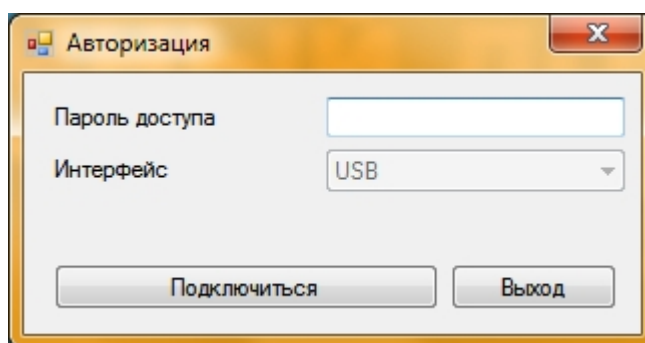 Авторизация
Пароль доступа
Интерфейс USB
Подключиться Выход